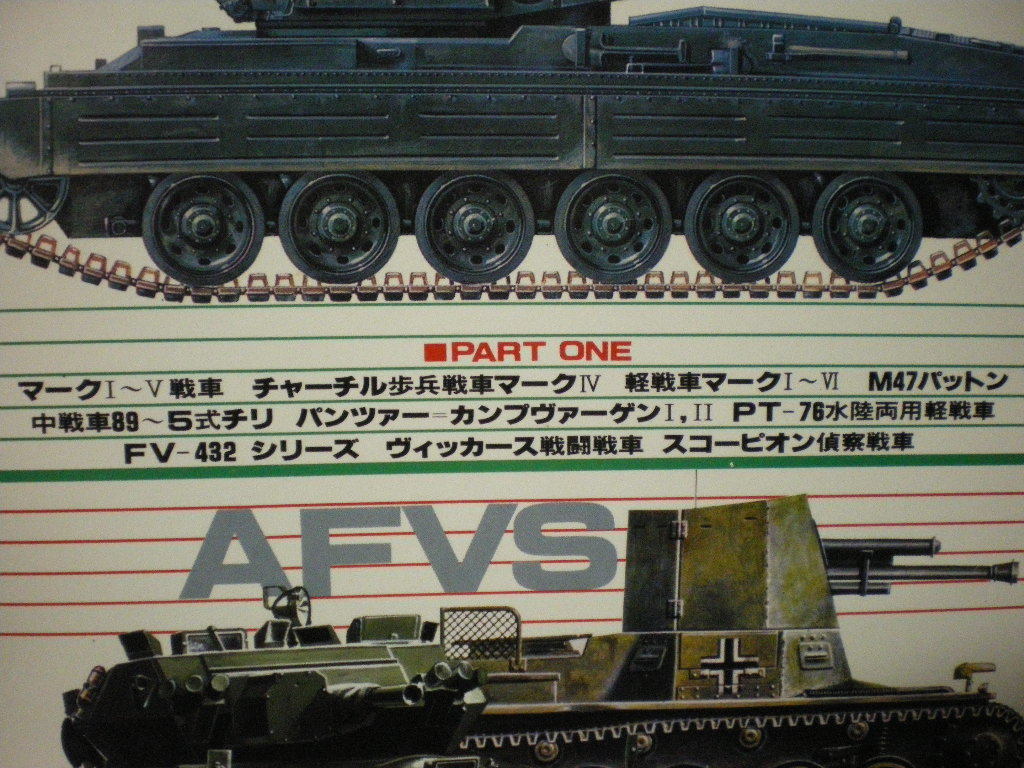 ■PART ONE
マークⅠ〜Ⅴ戦車 チャーチル歩兵戦車マークⅣ 軽戦車マークⅠ〜Ⅵ M47パットン
中戦車89〜5式チリ パンツァー=カンプヴァーゲンⅠ,Ⅱ PT-76水陸両用軽戦車
FV-432 シリーズ ヴィッカース戦闘戦車 スコーピオン偵察戦車
AFVS